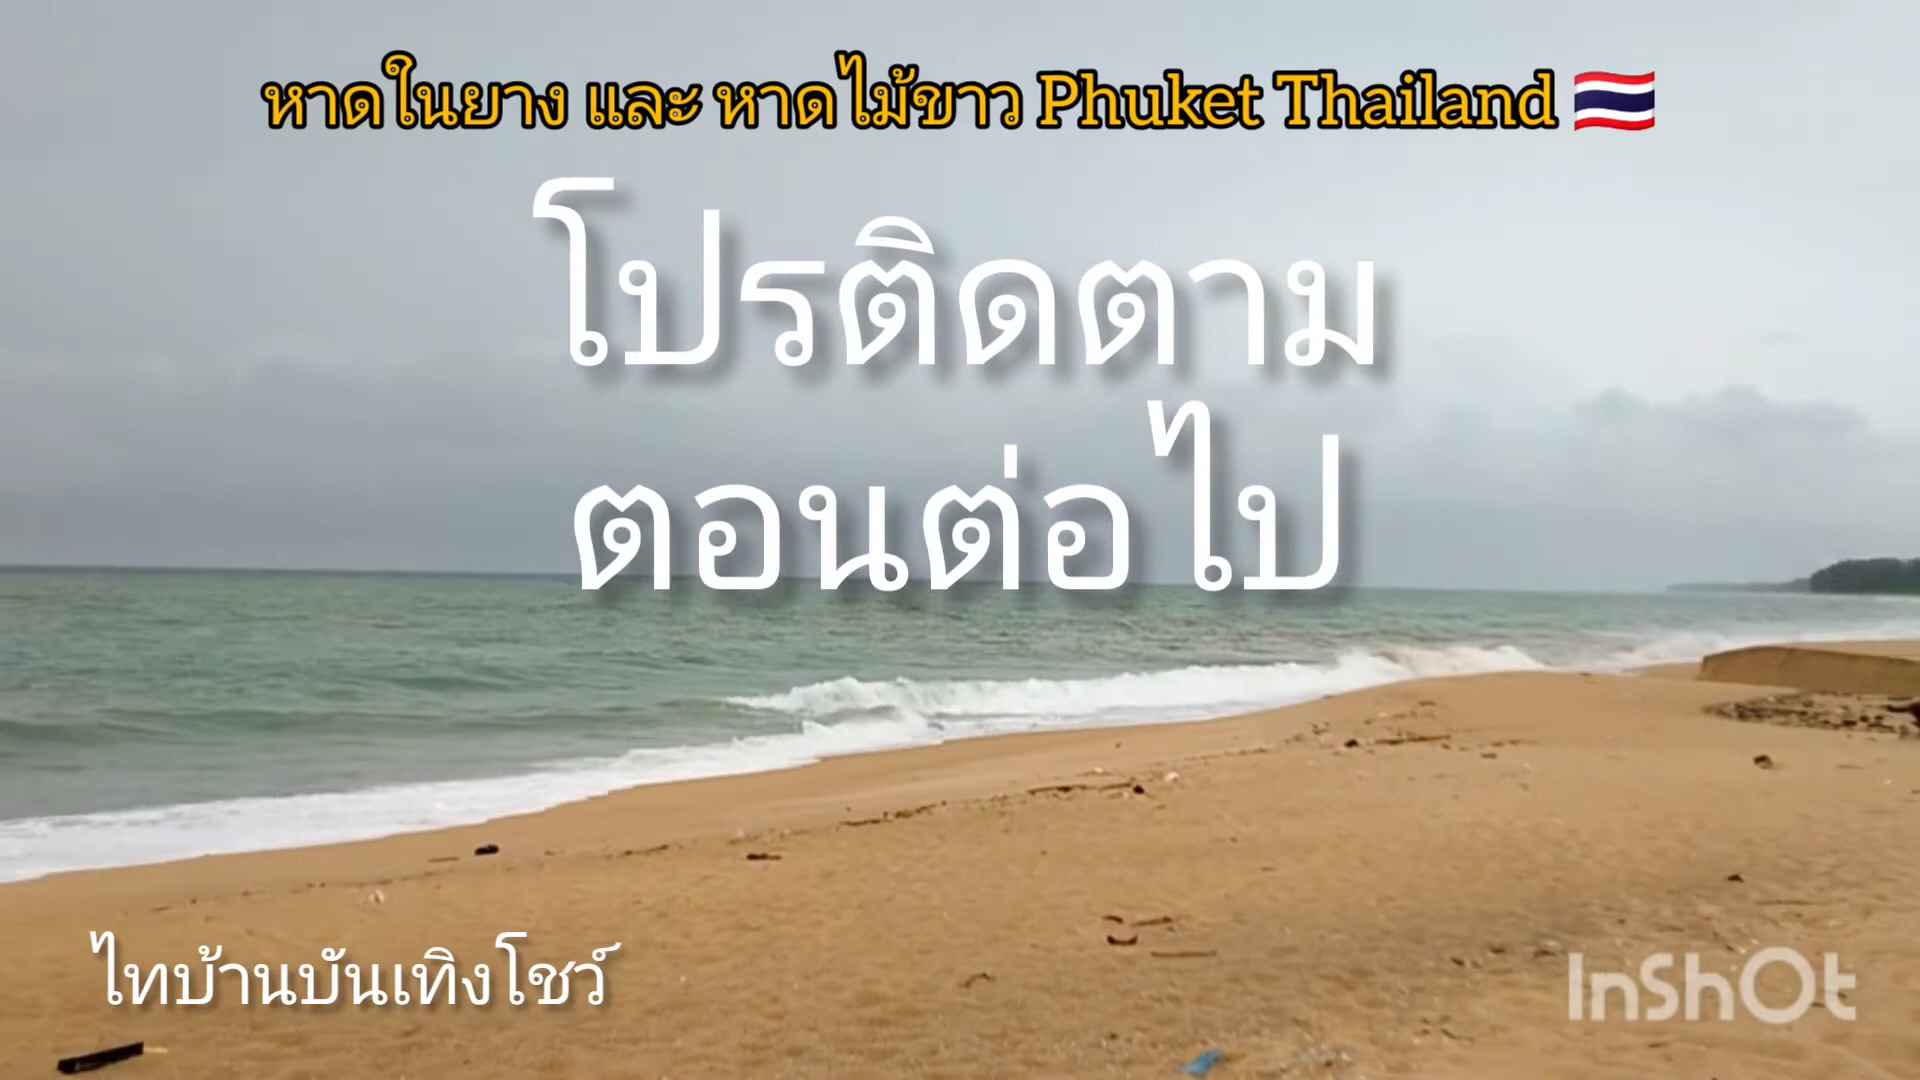 หาดในยาง และ หาดไม้ขาว Phuket Thailand 🇹🇭
โปรติดตาม
ตอนต่อไป
ไทบ้านบันเทิงโชว์
InShOt